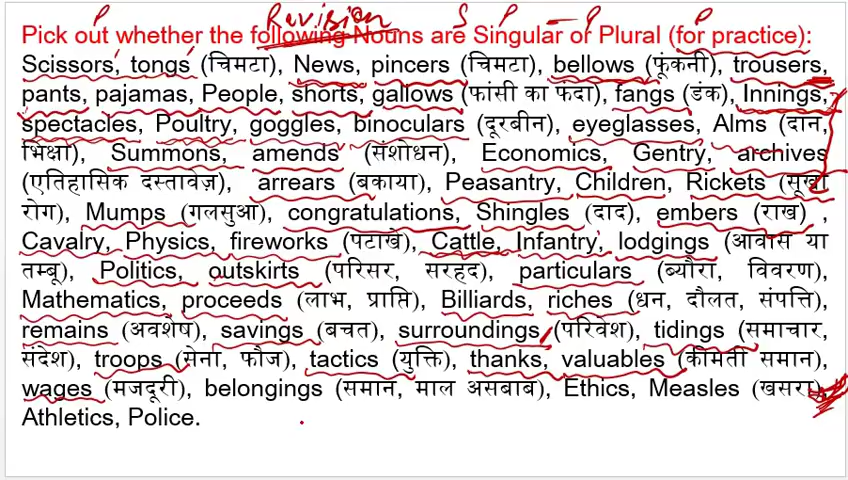 Revision S P – 9 P
Pick out whether the following Nouns are Singular or Plural (for practice):
Scissors, tongs (चिमटा), News, pincers (चिमटा), bellows (फूंकनी), trousers,
pants, pajamas, People, shorts, gallows (फांसी का फंदा), fangs (डंक), Innings,
spectacles, Poultry, goggles, binoculars (दूरबीन), eyeglasses, Alms (दान,
भिक्षा), Summons, amends (संशोधन), Economics, Gentry, archives
(एतिहासिक दस्तावेज़), arrears (बकाया), Peasantry, Children, Rickets (सूखा
रोग), Mumps (गलसुआ), congratulations, Shingles (दाद), embers (राख) ,
Cavalry, Physics, fireworks (पटाखे), Cattle, Infantry, lodgings (आवास या
तम्बू), Politics, outskirts (परिसर, सरहद), particulars (ब्यौरा, विवरण),
Mathematics, proceeds (लाभ, प्राप्ति), Billiards, riches (धन, दौलत, संपत्ति),
remains (अवशेष), savings (बचत), surroundings (परिवेश), tidings (समाचार,
संदेश), troops (सेना, फौज), tactics (युक्ति), thanks, valuables (कीमती समान),
wages (मजदूरी), belongings (समान, माल असबाब), Ethics, Measles (खसरा),
Athletics, Police.